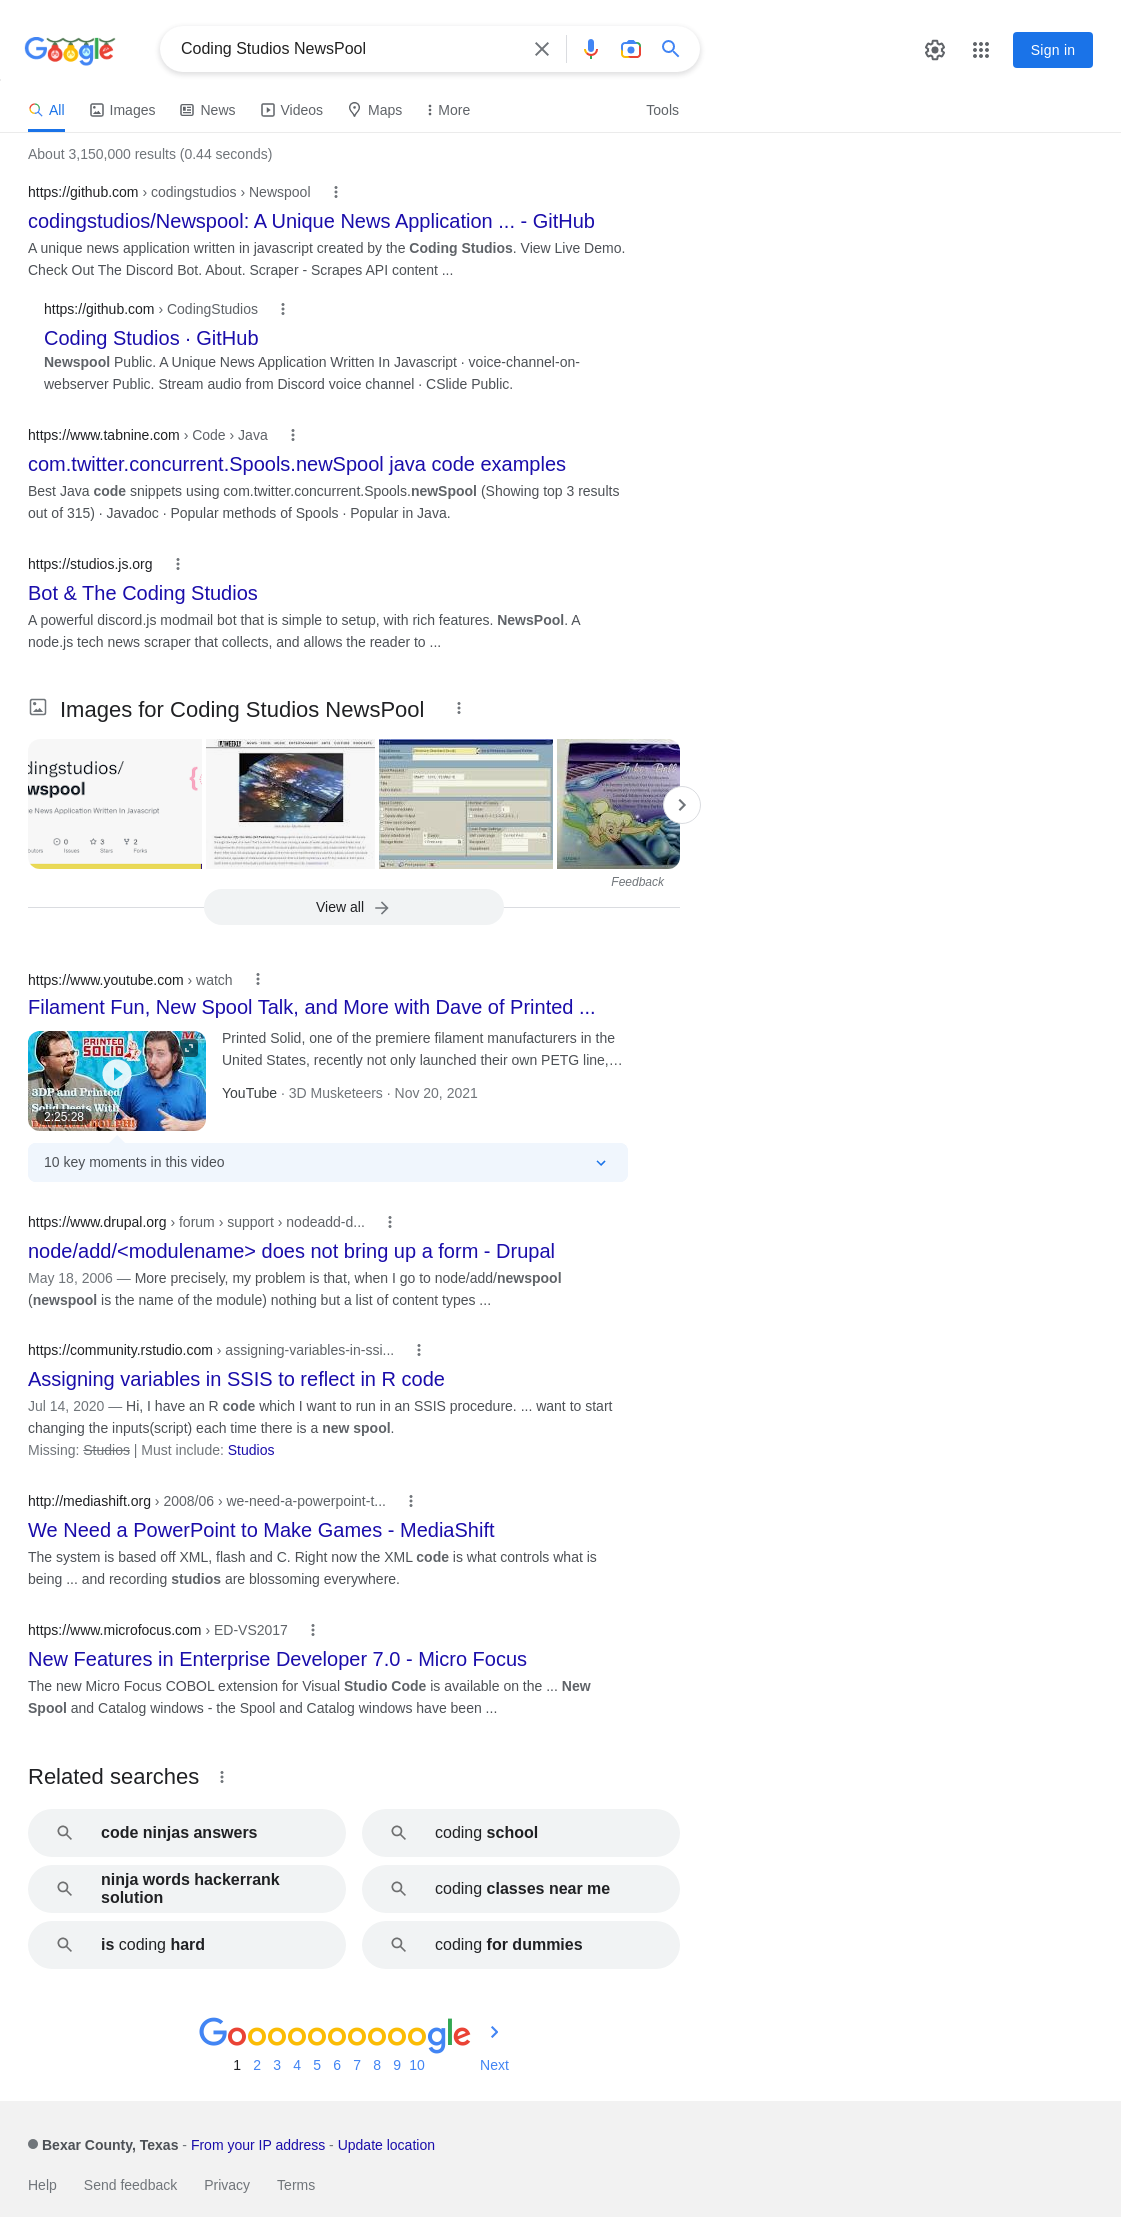 Google
Coding Studios NewsPool
Sign in
All
Images
News
Videos
Maps
More
Tools
About 3,150,000 results (0.44 seconds)
https://github.com › codingstudios › Newspool
codingstudios/Newspool: A Unique News Application ... - GitHub
A unique news application written in javascript created by the Coding Studios. View Live Demo.
Check Out The Discord Bot. About. Scraper - Scrapes API content ...
https://github.com › CodingStudios
Coding Studios · GitHub
Newspool Public. A Unique News Application Written In Javascript · voice-channel-on-
webserver Public. Stream audio from Discord voice channel · CSlide Public.
https://www.tabnine.com › Code › Java
com.twitter.concurrent.Spools.newSpool java code examples
Best Java code snippets using com.twitter.concurrent.Spools.newSpool (Showing top 3 results
out of 315) · Javadoc · Popular methods of Spools · Popular in Java.
https://studios.js.org
Bot & The Coding Studios
A powerful discord.js modmail bot that is simple to setup, with rich features. NewsPool. A
node.js tech news scraper that collects, and allows the reader to ...
Images for Coding Studios NewsPool
dingstudios/
wspool
e News Application Written In Javascript
0
3
2
Issues
Stars
Forks
Tinker Bell
Feedback
View all
https://www.youtube.com › watch
Filament Fun, New Spool Talk, and More with Dave of Printed ...
PRINTED
SOLID
3DP and Printed
Solid Deets With
2:25:28
Printed Solid, one of the premiere filament manufacturers in the
United States, recently not only launched their own PETG line,…
YouTube · 3D Musketeers · Nov 20, 2021
10 key moments in this video
https://www.drupal.org › forum › support › nodeadd-d...
node/add/<modulename> does not bring up a form - Drupal
May 18, 2006 — More precisely, my problem is that, when I go to node/add/newspool
(newspool is the name of the module) nothing but a list of content types ...
https://community.rstudio.com › assigning-variables-in-ssi...
Assigning variables in SSIS to reflect in R code
Jul 14, 2020 — Hi, I have an R code which I want to run in an SSIS procedure. ... want to start
changing the inputs(script) each time there is a new spool.
Missing: Studios | Must include: Studios
http://mediashift.org › 2008/06 › we-need-a-powerpoint-t...
We Need a PowerPoint to Make Games - MediaShift
The system is based off XML, flash and C. Right now the XML code is what controls what is
being ... and recording studios are blossoming everywhere.
https://www.microfocus.com › ED-VS2017
New Features in Enterprise Developer 7.0 - Micro Focus
The new Micro Focus COBOL extension for Visual Studio Code is available on the ... New
Spool and Catalog windows - the Spool and Catalog windows have been ...
Related searches
code ninjas answers
coding school
ninja words hackerrank
solution
coding classes near me
is coding hard
coding for dummies
Goooooooooogle
1 2 3 4 5 6 7 8 9 10 Next
Bexar County, Texas - From your IP address - Update location
Help Send feedback Privacy Terms